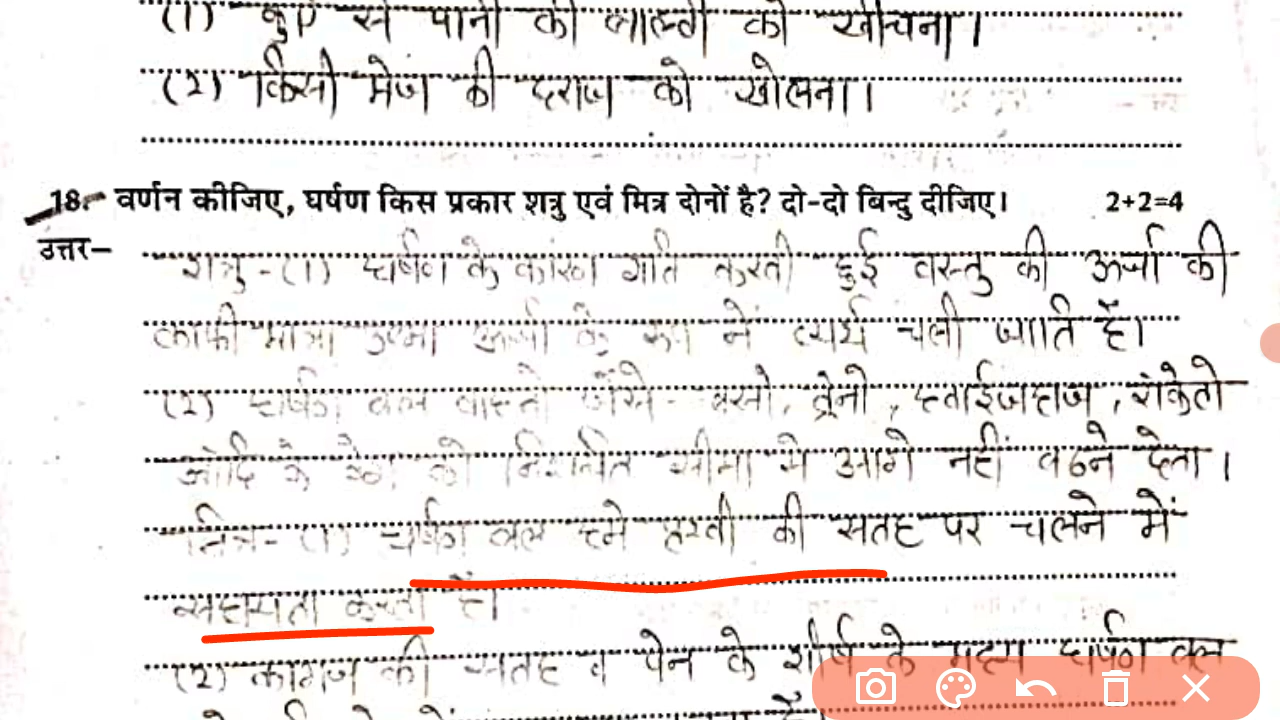 (1) कुए से पानी की बाल्टी को खींचना।
(2) किसी मेज की दराज को खोलना।
18. वर्णन कीजिए, घर्षण किस प्रकार शत्रु एवं मित्र दोनों है? दो-दो बिन्दु दीजिए। 2+2=4
उत्तर–
शत्रु-(1) घर्षण के कारण गति करती हुई वस्तु की ऊर्जा की
काफी मात्रा ऊष्मा ऊर्जा के रूप में व्यर्थ चली जाति है।
(2) घर्षण बल वाहनो जैसे - बसो, ट्रेनो, हवाईजहाज, रॉकेटो
आदि के वेग को निश्चित सीमा से आगे नहीं बढने देता।
मित्र- (1) घर्षण बल हमे पृथ्वी की सतह पर चलने में
सहायता करता है।
(2) कागज की सतह व पेन के शीर्ष के मध्य घर्षण बल